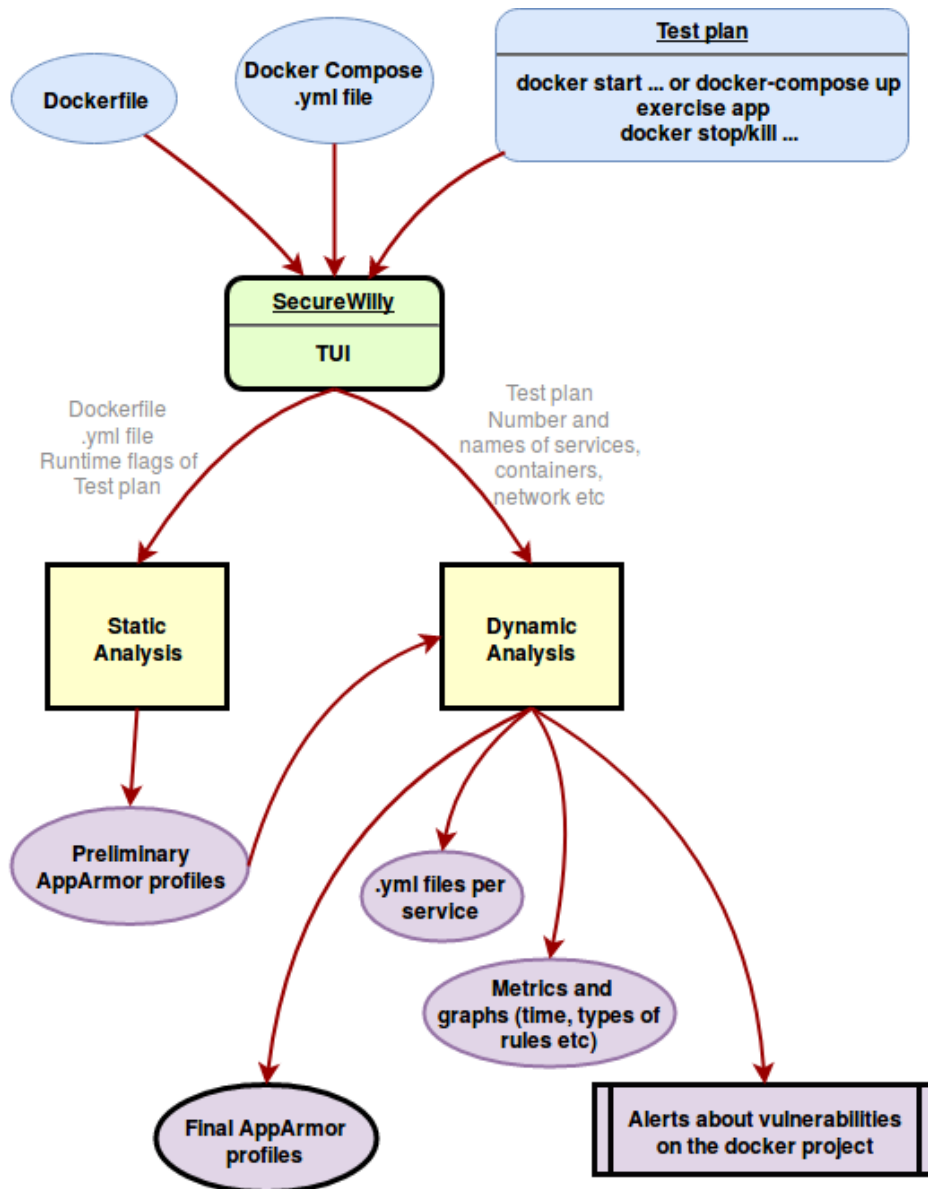 Dockerfile
Docker Compose
.yml file
Test plan
docker start ... or docker-compose up
exercise app
docker stop/kill ...
SecureWilly
TUI
Dockerfile
.yml file
Runtime flags of
Test plan
Test plan
Number and
names of services,
containers,
network etc
Static
Analysis
Dynamic
Analysis
Preliminary
AppArmor profiles
.yml files per
service
Metrics and
graphs (time, types of
rules etc)
Final AppArmor
profiles
Alerts about vulnerabilities
on the docker project